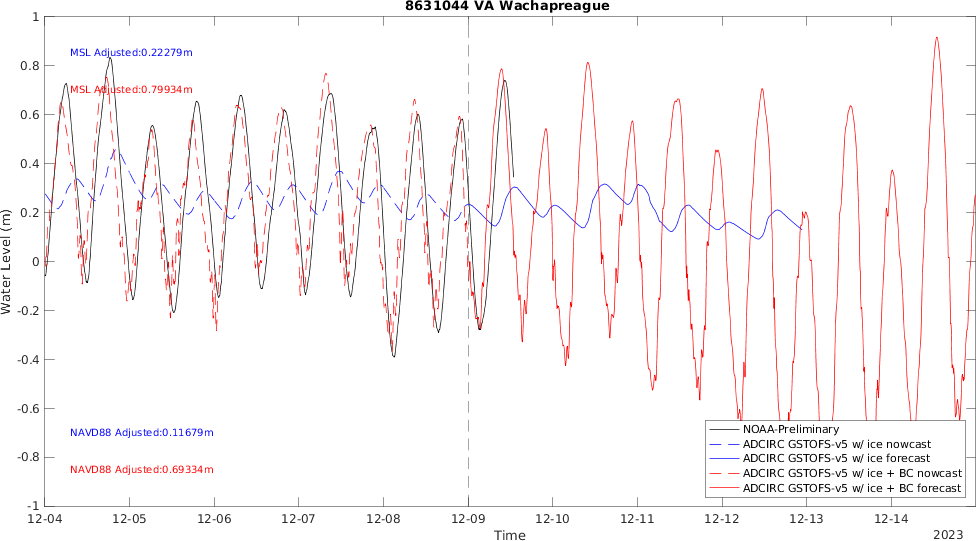 8631044 VA Wachapreague
1
0.8
0.6
0.4
0.2
0
-0.2
-0.4
-0.6
-0.8
-1
Water Level (m)
MSL Adjusted:0.22279m
MSL Adjusted:0.79934m
NAVD88 Adjusted:0.11679m
NAVD88 Adjusted:0.69334m
NOAA-Preliminary
ADCIRC GSTOFS-v5 w/ ice nowcast
ADCIRC GSTOFS-v5 w/ ice forecast
ADCIRC GSTOFS-v5 w/ ice + BC nowcast
ADCIRC GSTOFS-v5 w/ ice + BC forecast
12-04 12-05 12-06 12-07 12-08 12-09 12-10 12-11 12-12 12-13 12-14
Time
2023